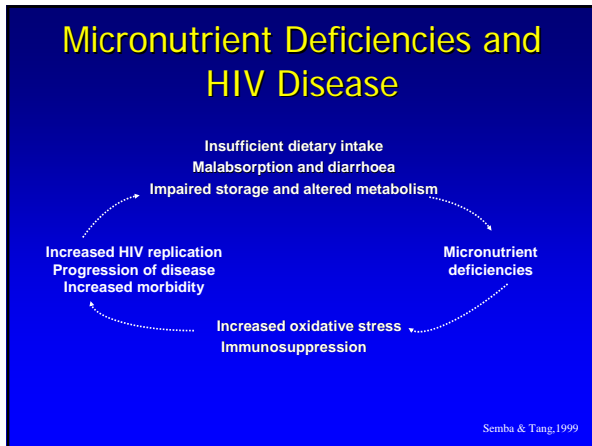 Micronutrient Deficiencies and
HIV Disease
Insufficient dietary intake
Malabsorption and diarrhoea
Impaired storage and altered metabolism
Increased HIV replication
Progression of disease
Increased morbidity
Micronutrient
deficiencies
Increased oxidative stress
Immunosuppression
Semba & Tang,1999